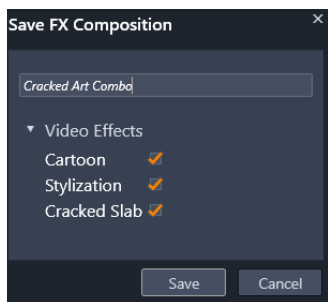 Save FX Composition
Cracked Art Combo
Video Effects
Cartoon
Stylization
Cracked Slab
Save Cancel